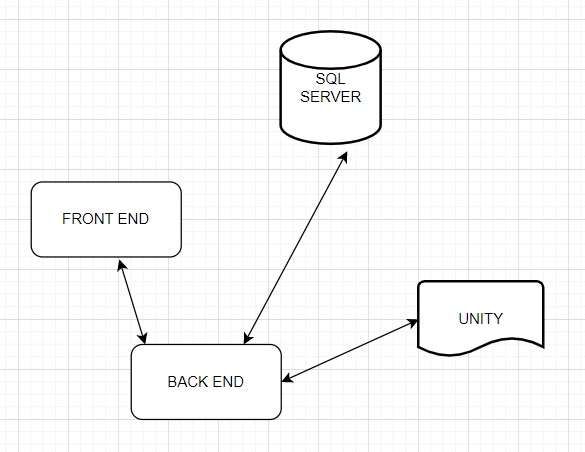 SQL
SERVER
FRONT END
UNITY
BACK END